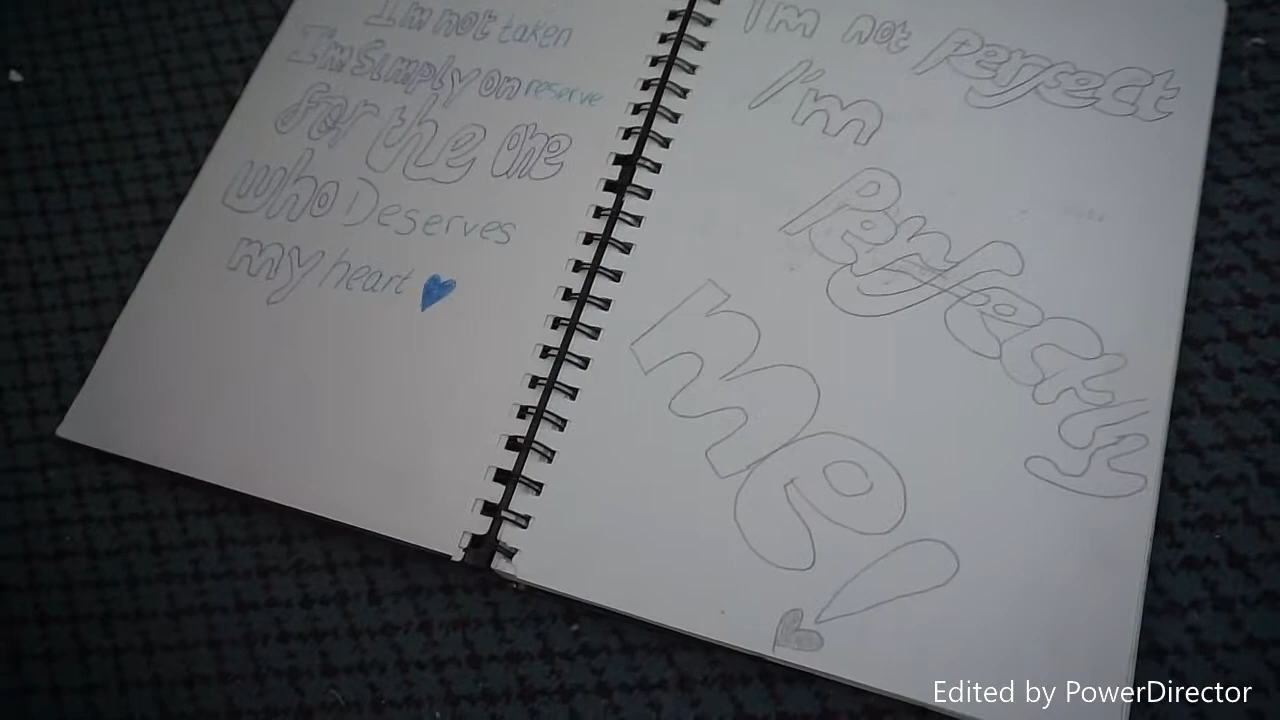 I'm not taken
I'm Simply on reserve
for the one
who Deserves
my heart
I'm not Perfect
I'm
Perfectly
me!
Edited by PowerDirector